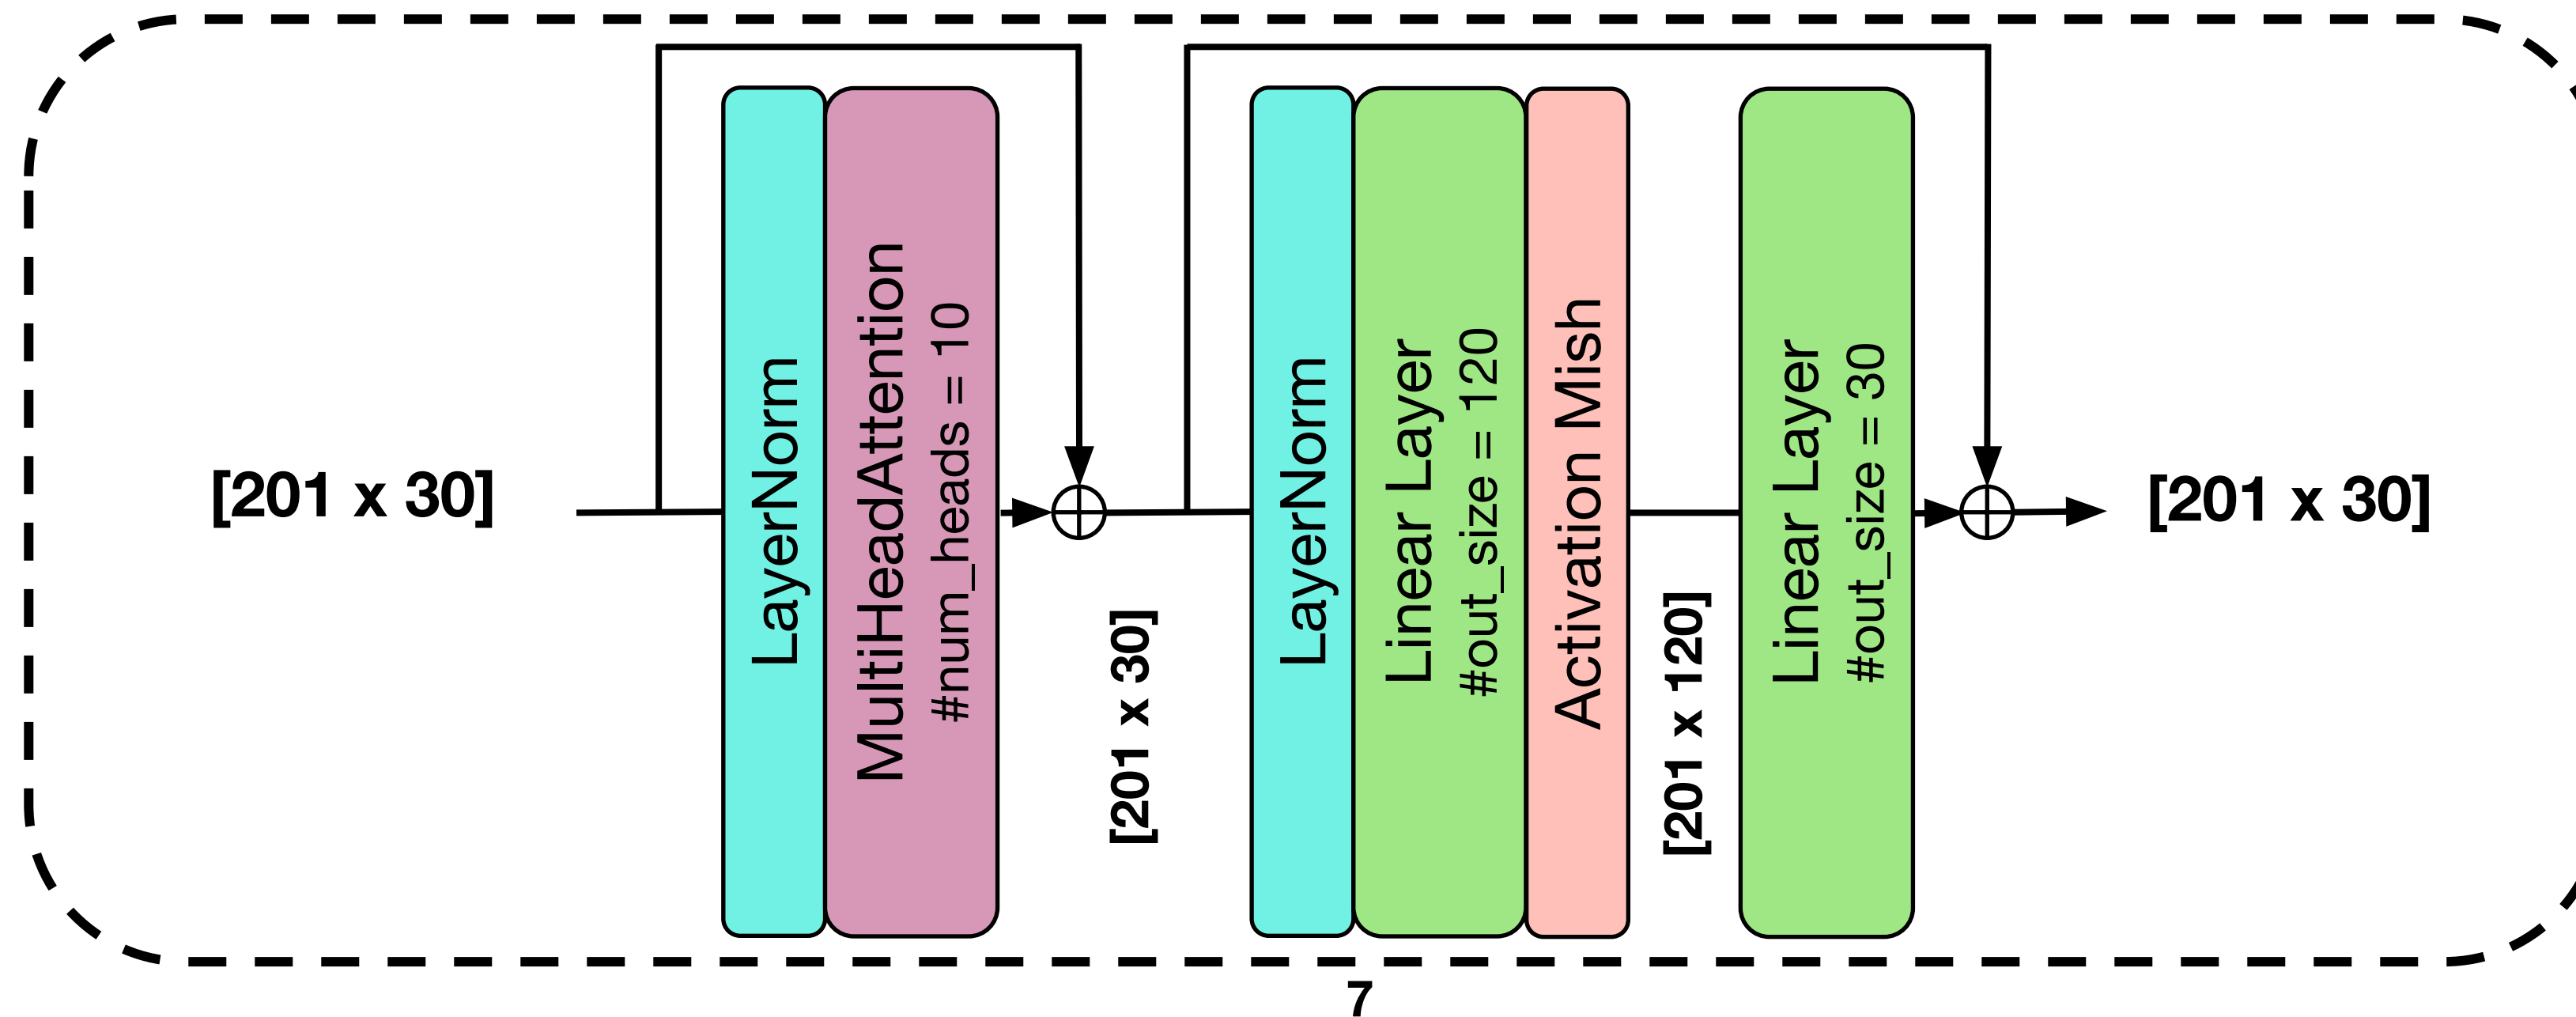 [201 x 30]
LayerNorm
MultiHeadAttention
#num_heads = 10
[201 x 30]
LayerNorm
Linear Layer
#out_size = 120
Activation Mish
[201 x 120]
Linear Layer
#out_size = 30
[201 x 30]
7